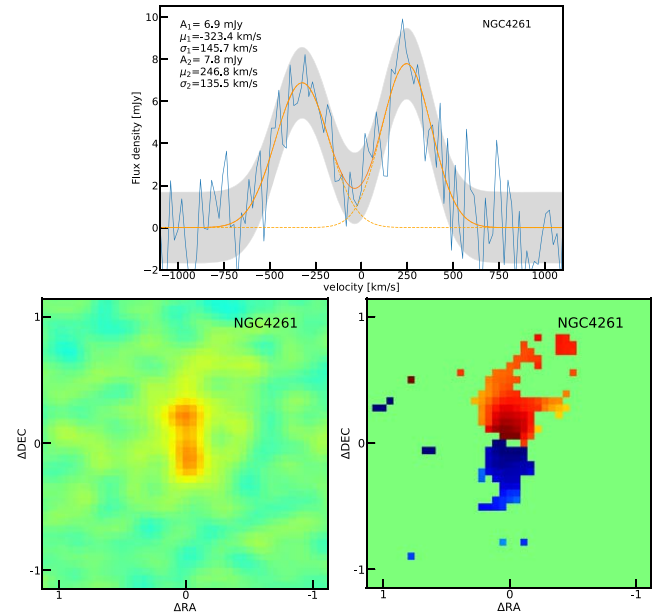 A₁= 6.9 mJy
μ₁=-323.4 km/s
σ₁=145.7 km/s
A₂= 7.8 mJy
μ₂=246.8 km/s
σ₂=135.5 km/s
NGC4261
Flux density [mJy]
10
8
6
4
2
0
−2
−1000 −750 −500 −250 0 250 500 750 1000
velocity [km/s]
NGC4261
ΔDEC
1
0
-1
1 0 -1
ΔRA
NGC4261
ΔDEC
1
0
-1
1 0 -1
ΔRA